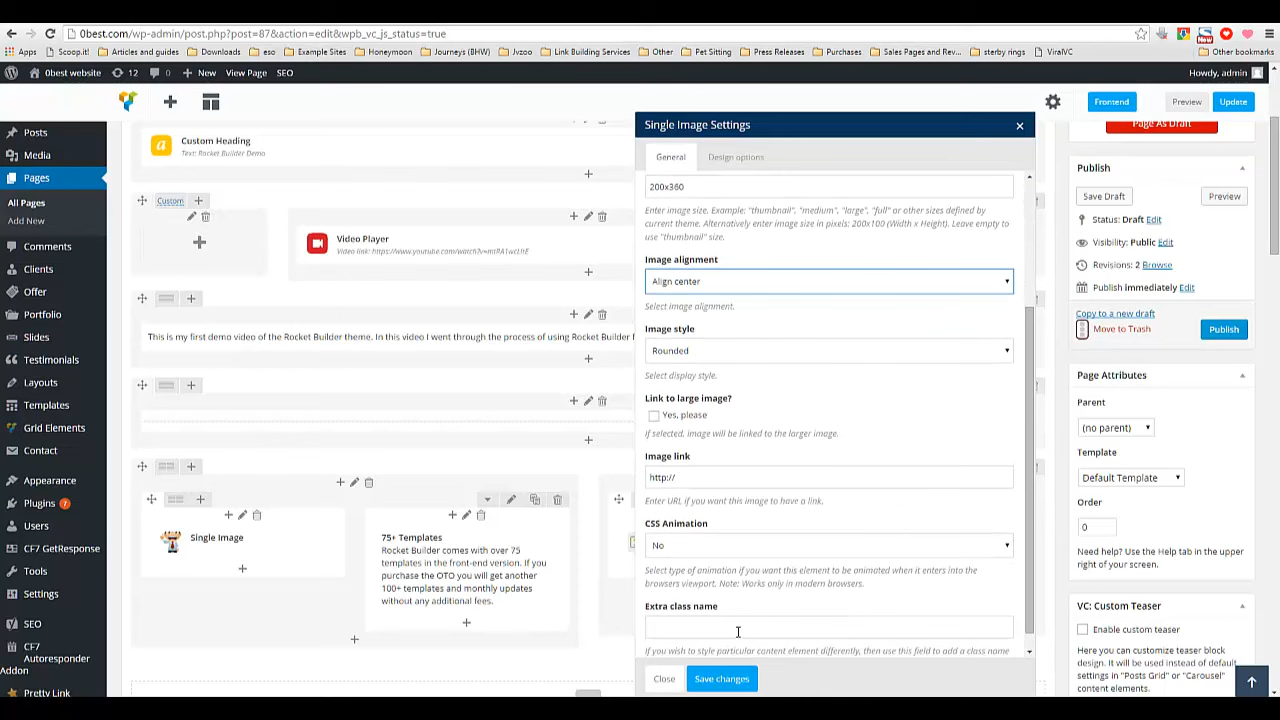 0best.com/wp-admin/post.php?post=87&action=edit&wpb_vc_js_status=true
Apps Scoop.it! Articles and guides Downloads eso Example Sites Honeymoon Journeys (BHW) Jvzoo Link Building Services Other Pet Sitting Press Releases Purchases Sales Pages and Rev... sterby rings ViralVC Other bookmarks
0best website 12 0 New View Page SEO Howdy, admin
Frontend Preview Update
Single Image Settings
General Design options
Posts
Media
Pages
All Pages
Add New
Comments
Clients
Offer
Portfolio
Slides
Testimonials
Layouts
Templates
Grid Elements
Contact
Appearance
Plugins 7
Users
CF7 GetResponse
Tools
Settings
SEO
CF7
Autoresponder
Addon
Pretty Link
Custom Heading
Text: Rocket Builder Demo
Custom
Video Player
This is my first demo video of the Rocket Builder theme. In this video I went through the process of using Rocket Builder f
Single Image
75+ Templates
Rocket Builder comes with over 75
templates in the front-end version. If you
purchase the OTO you will get another
100+ templates and monthly updates
without any additional fees.
200x360
Enter image size. Example: "thumbnail", "medium", "large", "full" or other sizes defined by
current theme. Alternatively enter image size in pixels: 200x100 (Width x Height). Leave empty to
use "thumbnail" size.
Image alignment
Align center
Select image alignment.
Image style
Rounded
Select display style.
Link to large image?
Yes, please
If selected, image will be linked to the larger image.
Image link
http://
Enter URL if you want this image to have a link.
CSS Animation
No
Select type of animation if you want this element to be animated when it enters into the
browsers viewport. Note: Works only in modern browsers.
Extra class name
If you wish to style particular content element differently, then use this field to add a class name
Close Save changes
Page As Draft
Publish
Save Draft Preview
Status: Draft Edit
Visibility: Public Edit
Revisions: 2 Browse
Publish immediately Edit
Copy to a new draft
Move to Trash Publish
Page Attributes
Parent
(no parent)
Template
Default Template
Order
0
Need help? Use the Help tab in the upper
right of your screen.
VC: Custom Teaser
Enable custom teaser
Here you can customize teaser block
design. It will be used instead of default
settings in "Posts Grid" or "Carousel"
content elements.